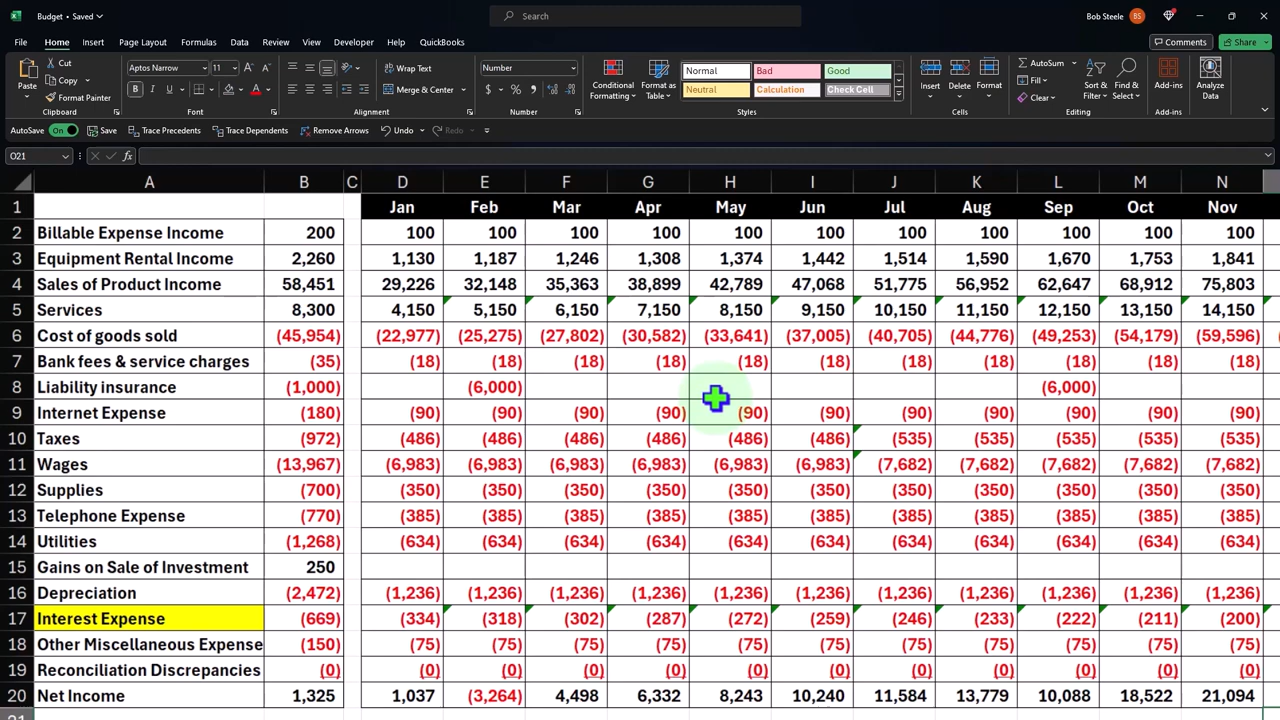 Budget • Saved
Search
Bob Steele BS
File Home Insert Page Layout Formulas Data Review View Developer Help QuickBooks
Comments Share
Paste
Cut
Copy
Format Painter
Clipboard
Aptos Narrow 11
B I U
Font
Wrap Text
Merge & Center
Alignment
Number
$ % 9
Number
Conditional Formatting
Format as Table
Normal Bad Good
Neutral Calculation Check Cell
Styles
Insert Delete Format
Cells
AutoSum
Fill
Clear
Sort & Filter
Find & Select
Editing
Add-ins
Add-ins
Analyze Data
AutoSave On Save Trace Precedents Trace Dependents Remove Arrows Undo Redo
O21 fx
A B C D E F G H I J K L M N
1 Jan Feb Mar Apr May Jun Jul Aug Sep Oct Nov
2 Billable Expense Income 200 100 100 100 100 100 100 100 100 100 100 100
3 Equipment Rental Income 2,260 1,130 1,187 1,246 1,308 1,374 1,442 1,514 1,590 1,670 1,753 1,841
4 Sales of Product Income 58,451 29,226 32,148 35,363 38,899 42,789 47,068 51,775 56,952 62,647 68,912 75,803
5 Services 8,300 4,150 5,150 6,150 7,150 8,150 9,150 10,150 11,150 12,150 13,150 14,150
6 Cost of goods sold (45,954) (22,977) (25,275) (27,802) (30,582) (33,641) (37,005) (40,705) (44,776) (49,253) (54,179) (59,596)
7 Bank fees & service charges (35) (18) (18) (18) (18) (18) (18) (18) (18) (18) (18) (18)
8 Liability insurance (1,000) (6,000) (6,000)
9 Internet Expense (180) (90) (90) (90) (90) (90) (90) (90) (90) (90) (90) (90)
10 Taxes (972) (486) (486) (486) (486) (486) (486) (535) (535) (535) (535) (535)
11 Wages (13,967) (6,983) (6,983) (6,983) (6,983) (6,983) (6,983) (7,682) (7,682) (7,682) (7,682) (7,682)
12 Supplies (700) (350) (350) (350) (350) (350) (350) (350) (350) (350) (350) (350)
13 Telephone Expense (770) (385) (385) (385) (385) (385) (385) (385) (385) (385) (385) (385)
14 Utilities (1,268) (634) (634) (634) (634) (634) (634) (634) (634) (634) (634) (634)
15 Gains on Sale of Investment 250
16 Depreciation (2,472) (1,236) (1,236) (1,236) (1,236) (1,236) (1,236) (1,236) (1,236) (1,236) (1,236) (1,236)
17 Interest Expense (669) (334) (318) (302) (287) (272) (259) (246) (233) (222) (211) (200)
18 Other Miscellaneous Expense (150) (75) (75) (75) (75) (75) (75) (75) (75) (75) (75) (75)
19 Reconciliation Discrepancies (0) (0) (0) (0) (0) (0) (0) (0) (0) (0) (0) (0)
20 Net Income 1,325 1,037 (3,264) 4,498 6,332 8,243 10,240 11,584 13,779 10,088 18,522 21,094